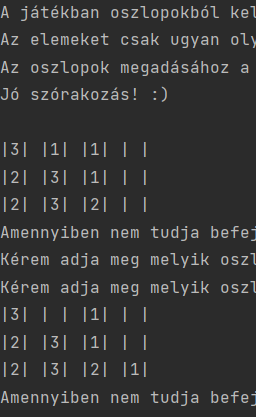 A játékban oszlopokból kel
Az elemeket csak ugyan oly
Az oszlopok megadásához a
Jó szórakozás! :)
|3| |1| |1| | |
|2| |3| |1| | |
|2| |3| |2| | |
Amennyiben nem tudja befej
Kérem adja meg melyik oszl
Kérem adja meg melyik oszl
|3| | | |1| | |
|2| |3| |1| | |
|2| |3| |2| |1|
Amennyiben nem tudja befej